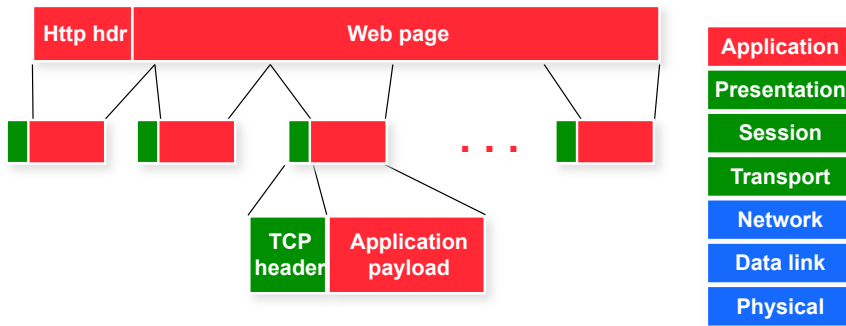 Http hdr Web page
Application
Presentation
Session
. . .
Transport
TCP header
Application payload
Network
Data link
Physical